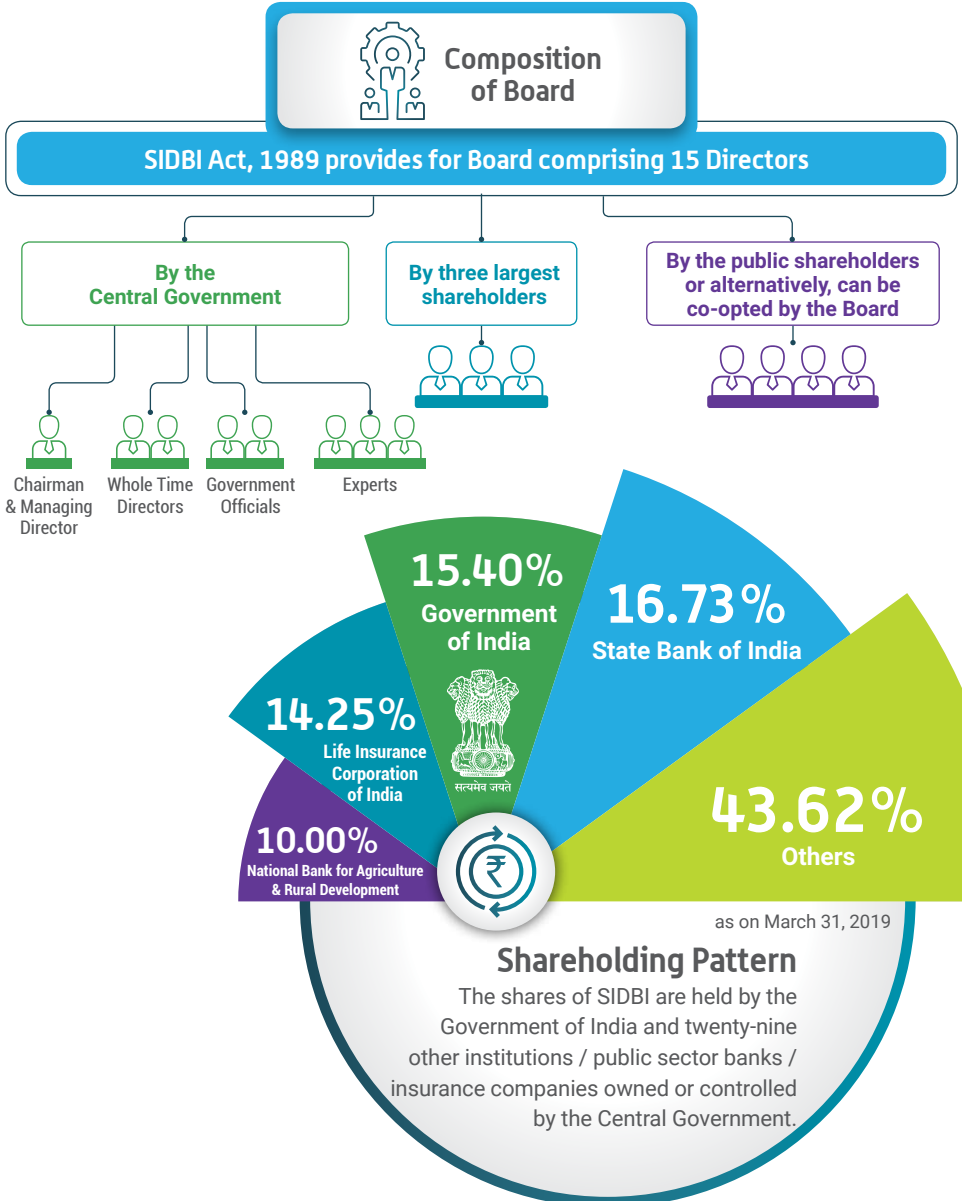 Composition
of Board
SIDBI Act, 1989 provides for Board comprising 15 Directors
By the
Central Government
By three largest
shareholders
By the public shareholders
or alternatively, can be
co-opted by the Board
Chairman
& Managing
Director
Whole Time
Directors
Government
Officials
Experts
15.40%
Government
of India
सत्यमेव जयते
16.73%
State Bank of India
14.25%
Life Insurance
Corporation
of India
10.00%
National Bank for Agriculture
& Rural Development
43.62%
Others
₹
as on March 31, 2019
Shareholding Pattern
The shares of SIDBI are held by the
Government of India and twenty-nine
other institutions / public sector banks /
insurance companies owned or controlled
by the Central Government.